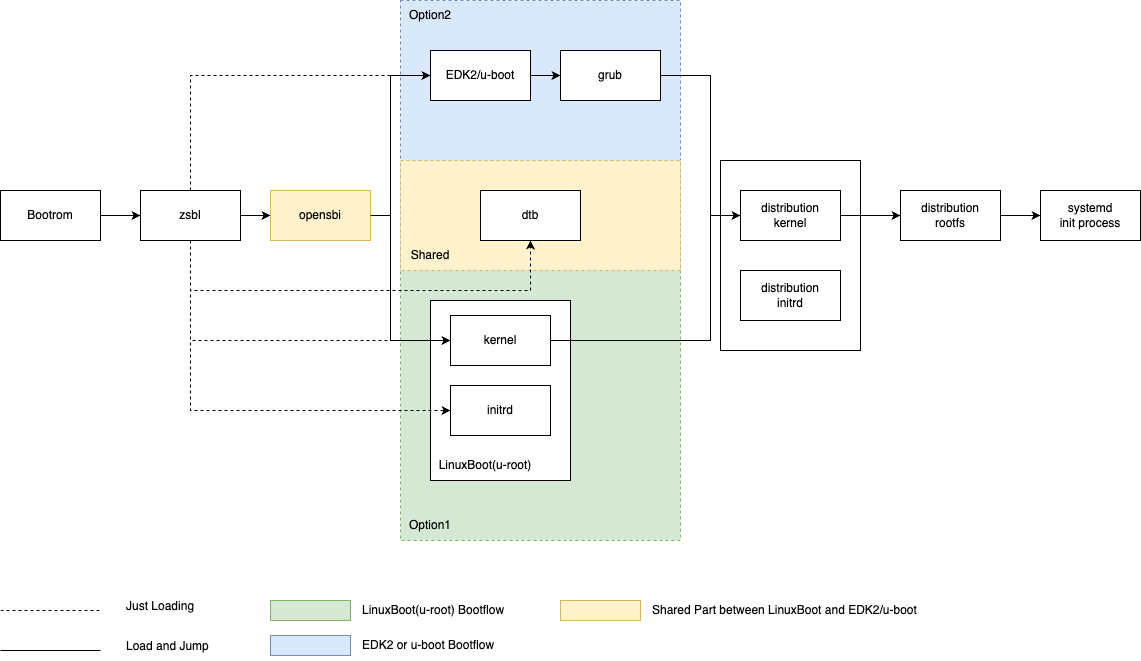 Option2
EDK2/u-boot
grub
Bootrom
zsbl
opensbi
dtb
Shared
distribution
kernel
distribution
rootfs
systemd
init process
distribution
initrd
kernel
initrd
LinuxBoot(u-root)
Option1
Just Loading
LinuxBoot(u-root) Bootflow
Shared Part between LinuxBoot and EDK2/u-boot
Load and Jump
EDK2 or u-boot Bootflow